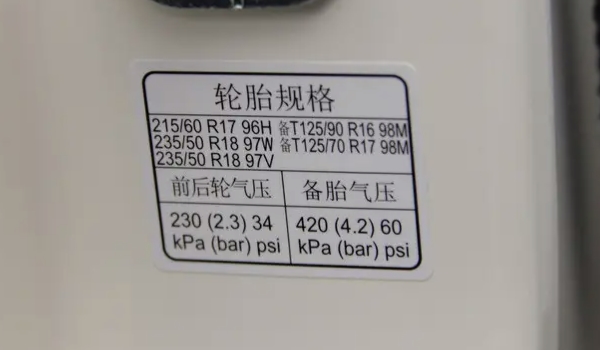 轮胎规格
215/60 R17 96H 备T125/90 R16 98M
235/50 R18 97W 备T125/70 R17 98M
235/50 R18 97V
前后轮气压 备胎气压
230 (2.3) 34 420 (4.2) 60
kPa (bar) psi kPa (bar) psi